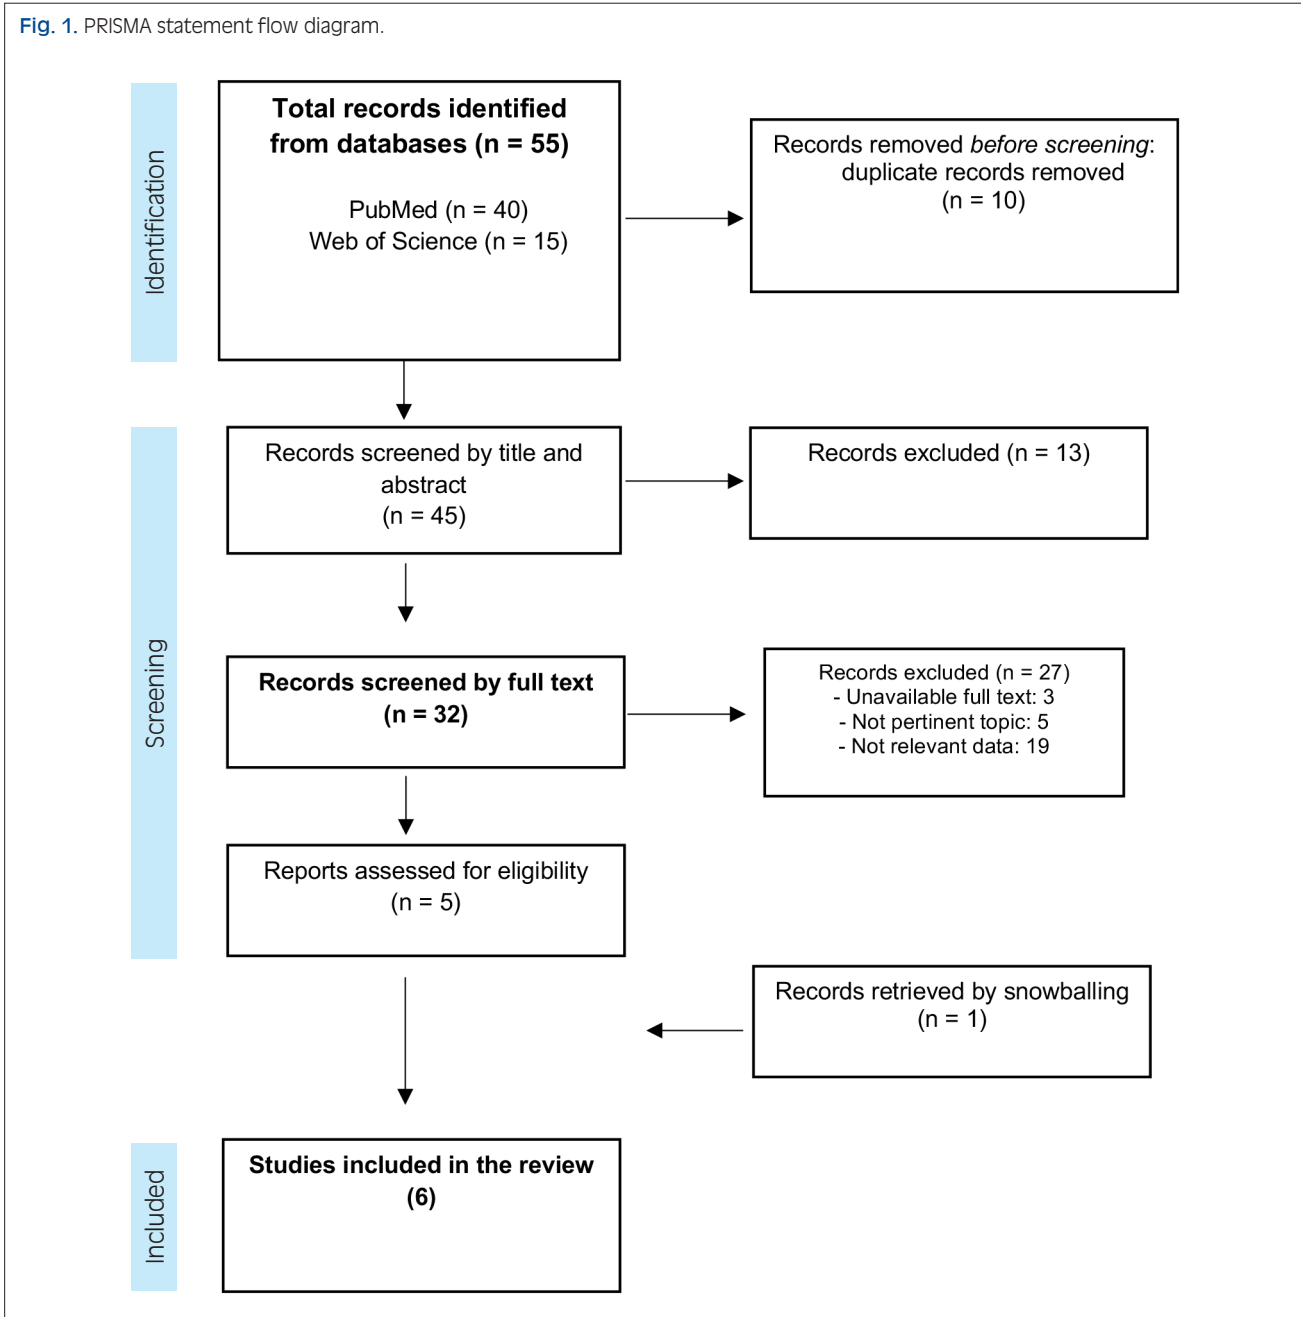 Fig. 1. PRISMA statement flow diagram.
Identification
Total records identified
from databases (n = 55)
PubMed (n = 40)
Web of Science (n = 15)
Records removed before screening:
duplicate records removed
(n = 10)
Screening
Records screened by title and
abstract
(n = 45)
Records excluded (n = 13)
Records screened by full text
(n = 32)
Records excluded (n = 27)
- Unavailable full text: 3
- Not pertinent topic: 5
- Not relevant data: 19
Reports assessed for eligibility
(n = 5)
Records retrieved by snowballing
(n = 1)
Included
Studies included in the review
(6)